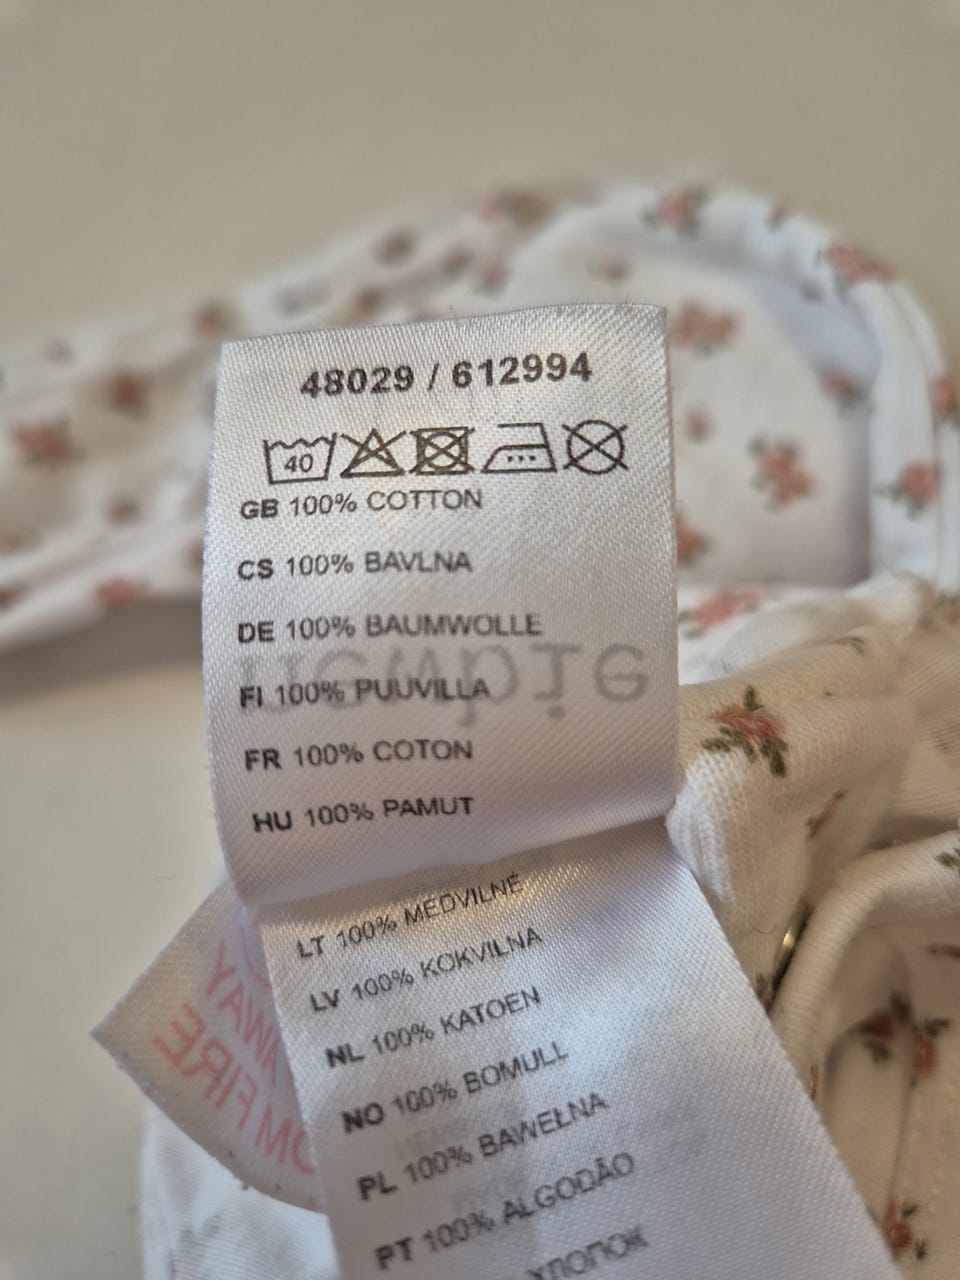 48029 / 612994
40
GB 100% COTTON
CS 100% BAVLNA
DE 100% BAUMWOLLE
FI 100% PUUVILLA
FR 100% COTON
HU 100% PAMUT
LT 100% MEDVILNĖ
LV 100% KOKVILNA
NL 100% KATOEN
NO 100% BOMULL
PL 100% BAWEŁNA
PT 100% ALGODÃO
AWAY
FIRE